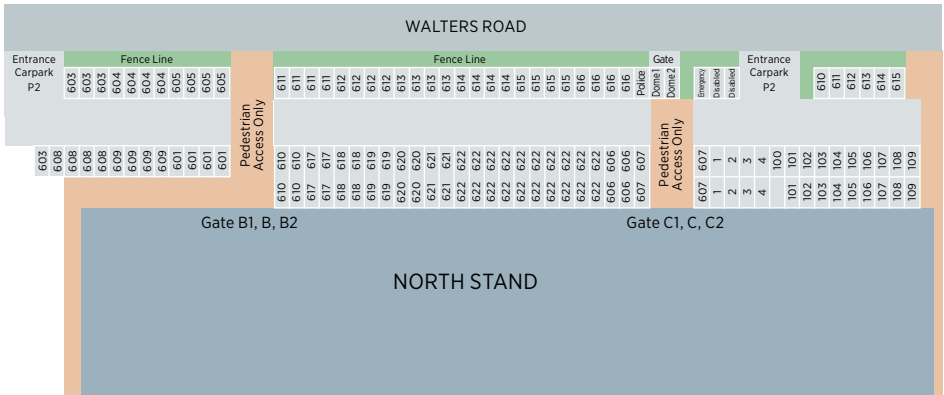 WALTERS ROAD
Entrance
Carpark
P2
Fence Line
603 603 603 604 604 604 604 605 605 605 605
Pedestrian
Access Only
Fence Line
611 611 611 611 612 612 612 612 613 613 613 613 614 614 614 614 615 615 615 615 616 616 616 616 Police
Gate
Dome1
Dome2
Emergency
Disabled
Disabled
Entrance
Carpark
P2
610 611 612 613 614 615
603 608 608 608 608 609 609 609 609 601 601 601 601
610 610 617 617 618 618 619 619 620 620 621 621 622 622 622 622 622 622 622 622 622 622 606 606 607
610 610 617 617 618 618 619 619 620 620 621 621 622 622 622 622 622 622 622 622 622 622 606 606 607
Pedestrian
Access Only
607 1 2 3 4 100 101 102 103 104 105 106 107 108 109
607 1 2 3 4 101 102 103 104 105 106 107 108 109
Gate B1, B, B2
Gate C1, C, C2
NORTH STAND